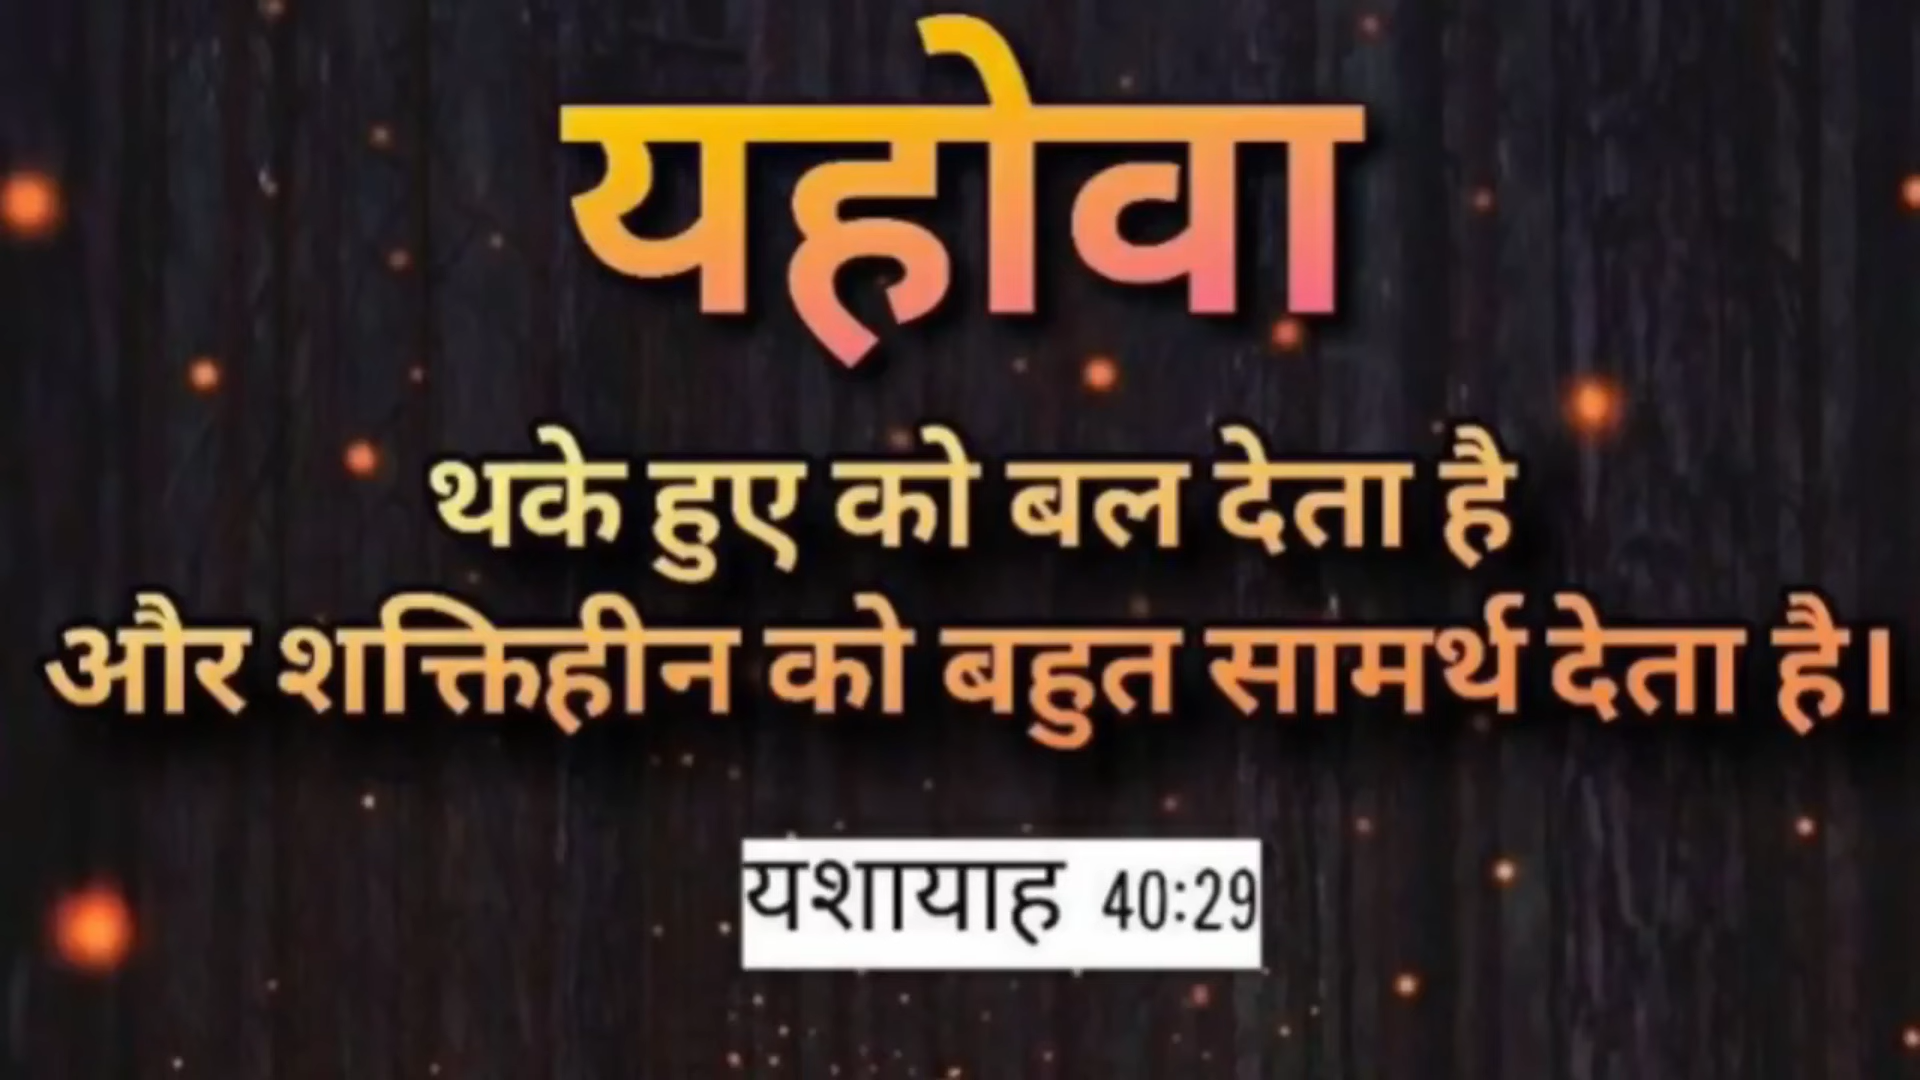 यहोवा
थके हुए को बल देता है
और शक्तिहीन को बहुत सामर्थ देता है।
यशायाह 40:29